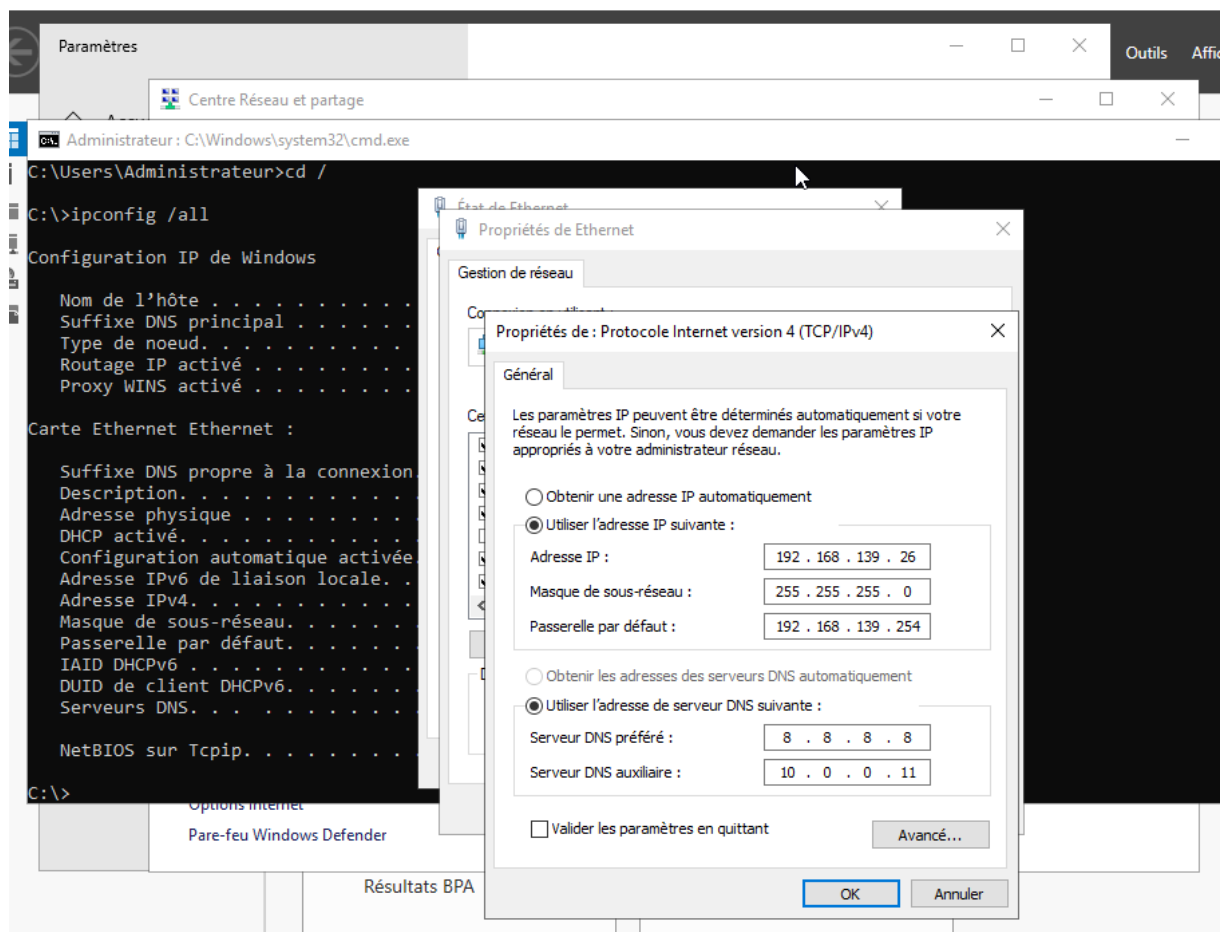 Paramètres
Outils
Centre Réseau et partage
Administrateur : C:\Windows\system32\cmd.exe
C:\Users\Administrateur>cd /
C:\>ipconfig /all
Configuration IP de Windows
Nom de l’hôte . . . . . . . . . .
Suffixe DNS principal . . . . . .
Type de noeud. . . . . . . . . .
Routage IP activé . . . . . . . .
Proxy WINS activé . . . . . . . .
Carte Ethernet Ethernet :
Suffixe DNS propre à la connexion.
Description. . . . . . . . . . . .
Adresse physique . . . . . . . . .
DHCP activé. . . . . . . . . . . .
Configuration automatique activée.
Adresse IPv6 de liaison locale. . .
Adresse IPv4. . . . . . . . . . .
Masque de sous-réseau. . . . . . .
Passerelle par défaut. . . . . . .
IAID DHCPv6 . . . . . . . . . . .
DUID de client DHCPv6. . . . . . .
Serveurs DNS. . . . . . . . . . .
NetBIOS sur Tcpip. . . . . . . . .
C:\>
Options Internet
Pare-feu Windows Defender
Résultats BPA
État de Ethernet
Propriétés de Ethernet
Gestion de réseau
Propriétés de : Protocole Internet version 4 (TCP/IPv4)
Général
Les paramètres IP peuvent être déterminés automatiquement si votre
réseau le permet. Sinon, vous devez demander les paramètres IP
appropriés à votre administrateur réseau.
Obtenir une adresse IP automatiquement
Utiliser l’adresse IP suivante :
Adresse IP : 192 . 168 . 139 . 26
Masque de sous-réseau : 255 . 255 . 255 . 0
Passerelle par défaut : 192 . 168 . 139 . 254
Obtenir les adresses des serveurs DNS automatiquement
Utiliser l’adresse de serveur DNS suivante :
Serveur DNS préféré : 8 . 8 . 8 . 8
Serveur DNS auxiliaire : 10 . 0 . 0 . 11
Valider les paramètres en quittant
Avancé...
OK
Annuler